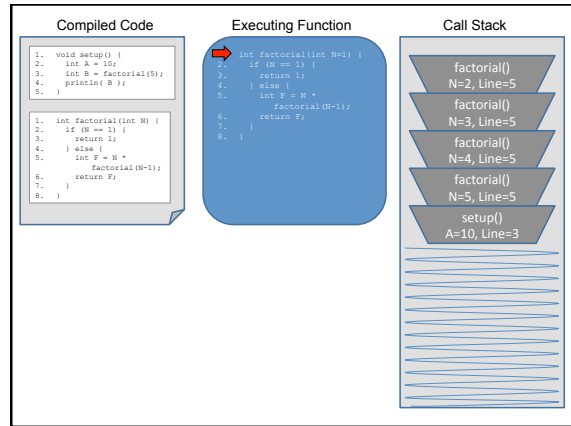 Compiled Code
1. void setup() {
2. int A = 10;
3. int B = factorial(5);
4. println( B );
5. }
1. int factorial(int N) {
2. if (N == 1) {
3. return 1;
4. } else {
5. int F = N *
factorial(N-1);
6. return F;
7. }
8. }
Executing Function
int factorial(int N=1) {
2. if (N == 1) {
3. return 1;
4. } else {
5. int F = N *
factorial(N-1);
6. return F;
7. }
8. }
Call Stack
factorial()
N=2, Line=5
factorial()
N=3, Line=5
factorial()
N=4, Line=5
factorial()
N=5, Line=5
setup()
A=10, Line=3